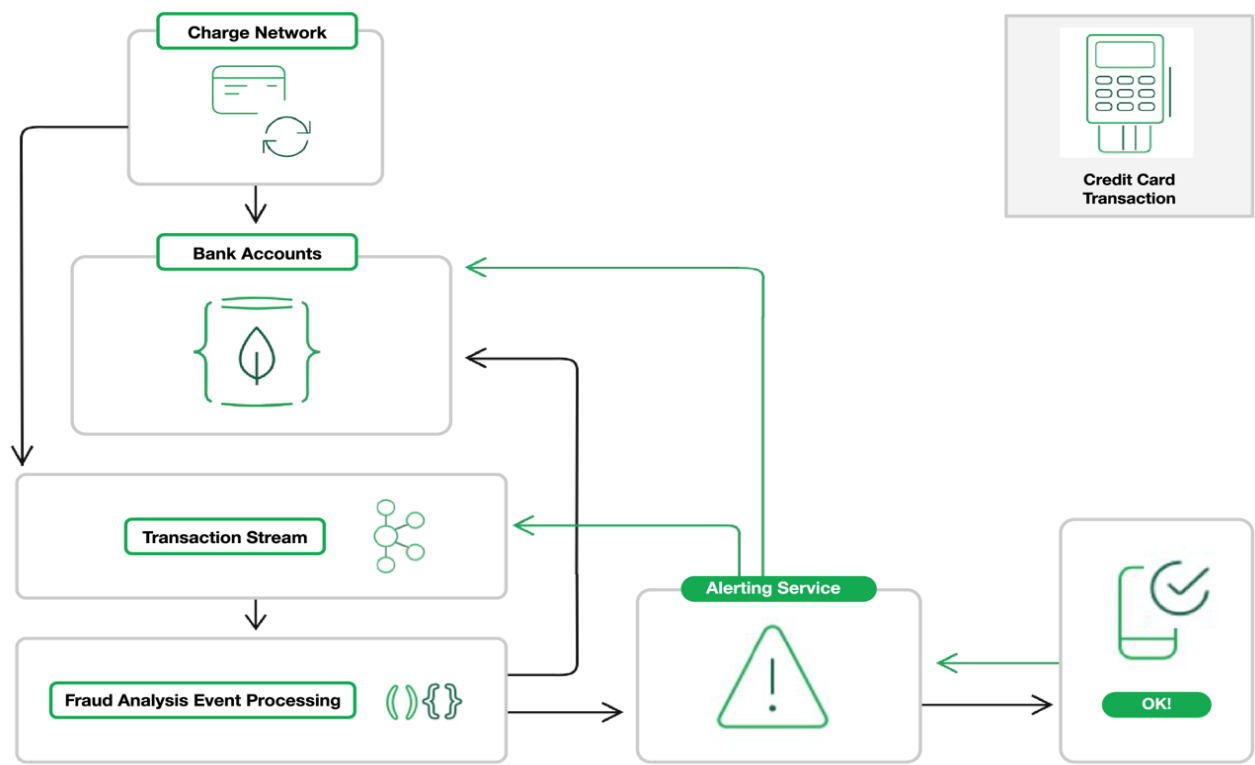 Charge Network
Credit Card
Transaction
Bank Accounts
Transaction Stream
Alerting Service
Fraud Analysis Event Processing
OK!